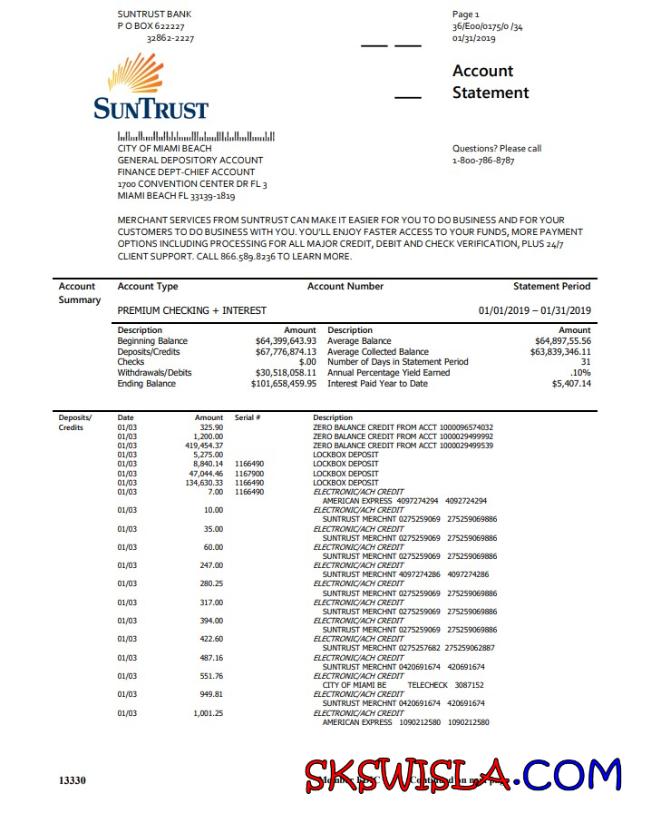 SUNTRUST BANK
P O BOX 622227
32862-2227
Page 1
36/E00/0175/0 /34
01/31/2019
SUNTRUST
Account
Statement
CITY OF MIAMI BEACH
GENERAL DEPOSITORY ACCOUNT
FINANCE DEPT-CHIEF ACCOUNT
1700 CONVENTION CENTER DR FL 3
MIAMI BEACH FL 33139-1819
Questions? Please call
1-800-786-8787
MERCHANT SERVICES FROM SUNTRUST CAN MAKE IT EASIER FOR YOU TO DO BUSINESS AND FOR YOUR
CUSTOMERS TO DO BUSINESS WITH YOU. YOU'LL ENJOY FASTER ACCESS TO YOUR FUNDS, MORE PAYMENT
OPTIONS INCLUDING PROCESSING FOR ALL MAJOR CREDIT, DEBIT AND CHECK VERIFICATION, PLUS 24/7
CLIENT SUPPORT. CALL 866.589.8236 TO LEARN MORE.
Account Summary
Account Type Account Number Statement Period
PREMIUM CHECKING + INTEREST 01/01/2019 – 01/31/2019
Description Amount Description Amount
Beginning Balance $64,399,643.93 Average Balance $64,897,55.56
Deposits/Credits $67,776,874.13 Average Collected Balance $63,839,346.11
Checks $.00 Number of Days in Statement Period 31
Withdrawals/Debits $30,518,058.11 Annual Percentage Yield Earned .10%
Ending Balance $101,658,459.95 Interest Paid Year to Date $5,407.14
Deposits/ Credits
Date Amount Serial # Description
01/03 325.90 ZERO BALANCE CREDIT FROM ACCT 1000096574032
01/03 1,200.00 ZERO BALANCE CREDIT FROM ACCT 1000029499992
01/03 419,454.37 ZERO BALANCE CREDIT FROM ACCT 1000029499539
01/03 5,275.00 LOCKBOX DEPOSIT
01/03 8,840.14 1166490 LOCKBOX DEPOSIT
01/03 47,044.46 1167900 LOCKBOX DEPOSIT
01/03 134,630.33 1166490 LOCKBOX DEPOSIT
01/03 7.00 1166490 ELECTRONIC/ACH CREDIT
AMERICAN EXPRESS 4097274294 4092724294
01/03 10.00 ELECTRONIC/ACH CREDIT
SUNTRUST MERCHNT 0275259069 275259069886
01/03 35.00 ELECTRONIC/ACH CREDIT
SUNTRUST MERCHNT 0275259069 275259069886
01/03 60.00 ELECTRONIC/ACH CREDIT
SUNTRUST MERCHNT 0275259069 275259069886
01/03 247.00 ELECTRONIC/ACH CREDIT
SUNTRUST MERCHNT 4097274286 4097274286
01/03 280.25 ELECTRONIC/ACH CREDIT
SUNTRUST MERCHNT 0275259069 275259069886
01/03 317.00 ELECTRONIC/ACH CREDIT
SUNTRUST MERCHNT 0275259069 275259069886
01/03 394.00 ELECTRONIC/ACH CREDIT
SUNTRUST MERCHNT 0275259069 275259069886
01/03 422.60 ELECTRONIC/ACH CREDIT
SUNTRUST MERCHNT 0275257682 275259062887
01/03 487.16 ELECTRONIC/ACH CREDIT
SUNTRUST MERCHNT 0420691674 420691674
01/03 551.76 ELECTRONIC/ACH CREDIT
CITY OF MIAMI BE TELECHECK 3087152
01/03 949.81 ELECTRONIC/ACH CREDIT
SUNTRUST MERCHNT 0420691674 420691674
01/03 1,001.25 ELECTRONIC/ACH CREDIT
AMERICAN EXPRESS 1090212580 1090212580
13330
SKSWISLA.COM